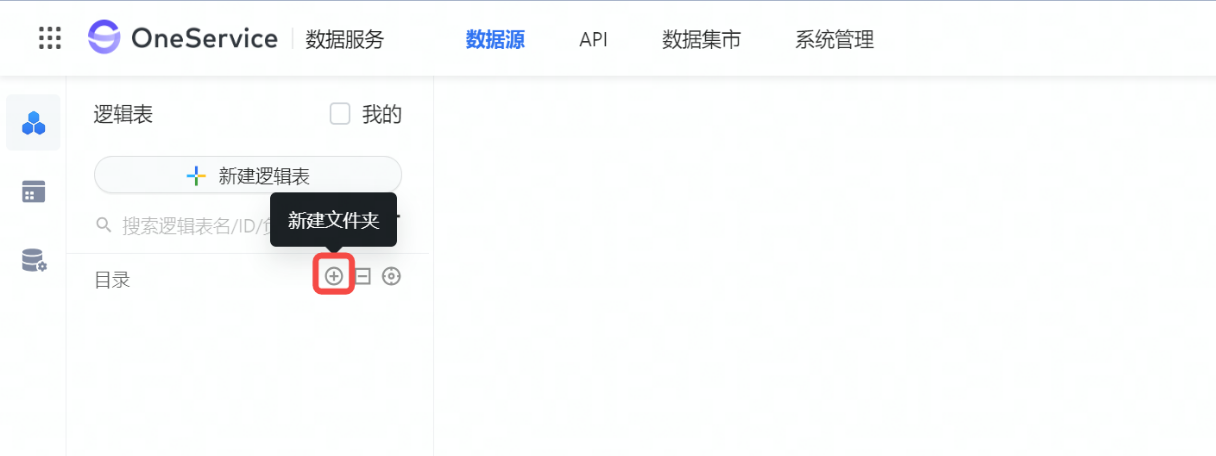 OneService 数据服务 数据源 API 数据集市 系统管理
逻辑表 我的
新建逻辑表
搜索逻辑表名/ID/
新建文件夹
目录